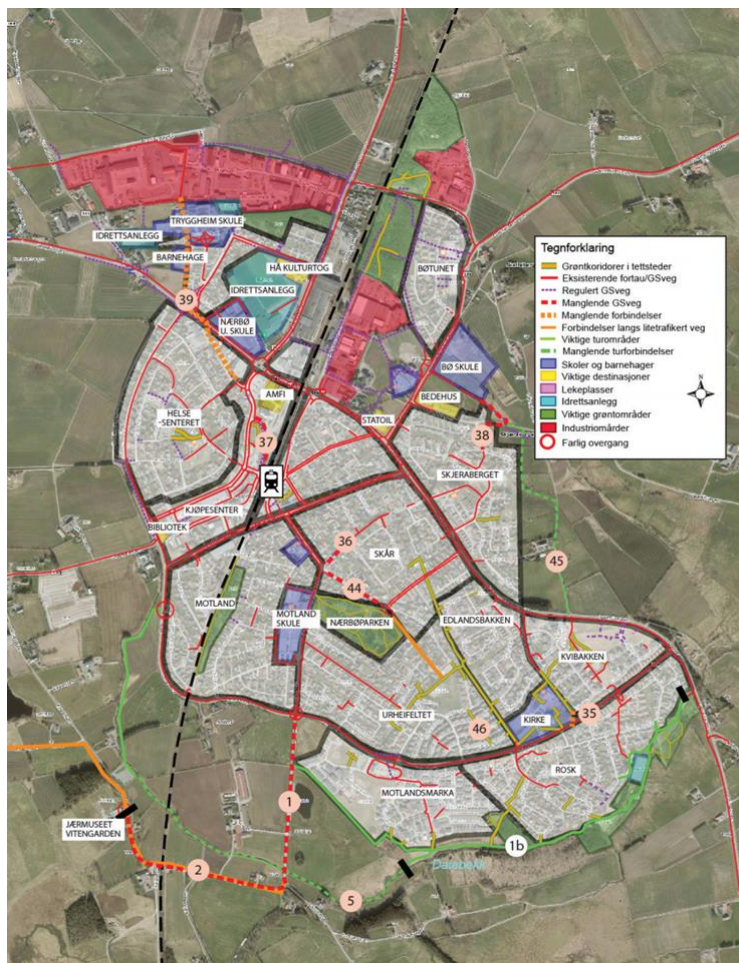 Tegnforklaring
Grøntkoridorer i tettsteder
Eksisterende fortau/GSveg
Regulert GSveg
Manglende GSveg
Manglende forbindelser
Forbindelser langs litetrafikert veg
Viktige turområder
Manglende turforbindelser
Skoler og barnehager
Viktige destinasjoner
Lekeplasser
Idrettsanlegg
Viktige grøntområder
Industriomårder
Farlig overgang
N
TRYGGHEIM SKULE
IDRETTSANLEGG
BARNEHAGE
HÅ KULTURTOG
BØTUNET
IDRETTSANLEGG
39
NÆRBØ
U. SKULE
BØ SKULE
AMFI
BEDEHUS
HELSE
-SENTERET
STATOIL
37
38
SKJERABERGET
KJØPESENTER
BIBLIOTEK
36
SKÅR
45
44
MOTLAND
MOTLAND
SKULE
NÆRBØPARKEN
EDLANDSBAKKEN
KVIBAKKEN
URHEIFELTET
46
KIRKE
35
ROSK
MOTLANDSMARKA
1
JÆRMUSEET
VITENGARDEN
1b
2
5